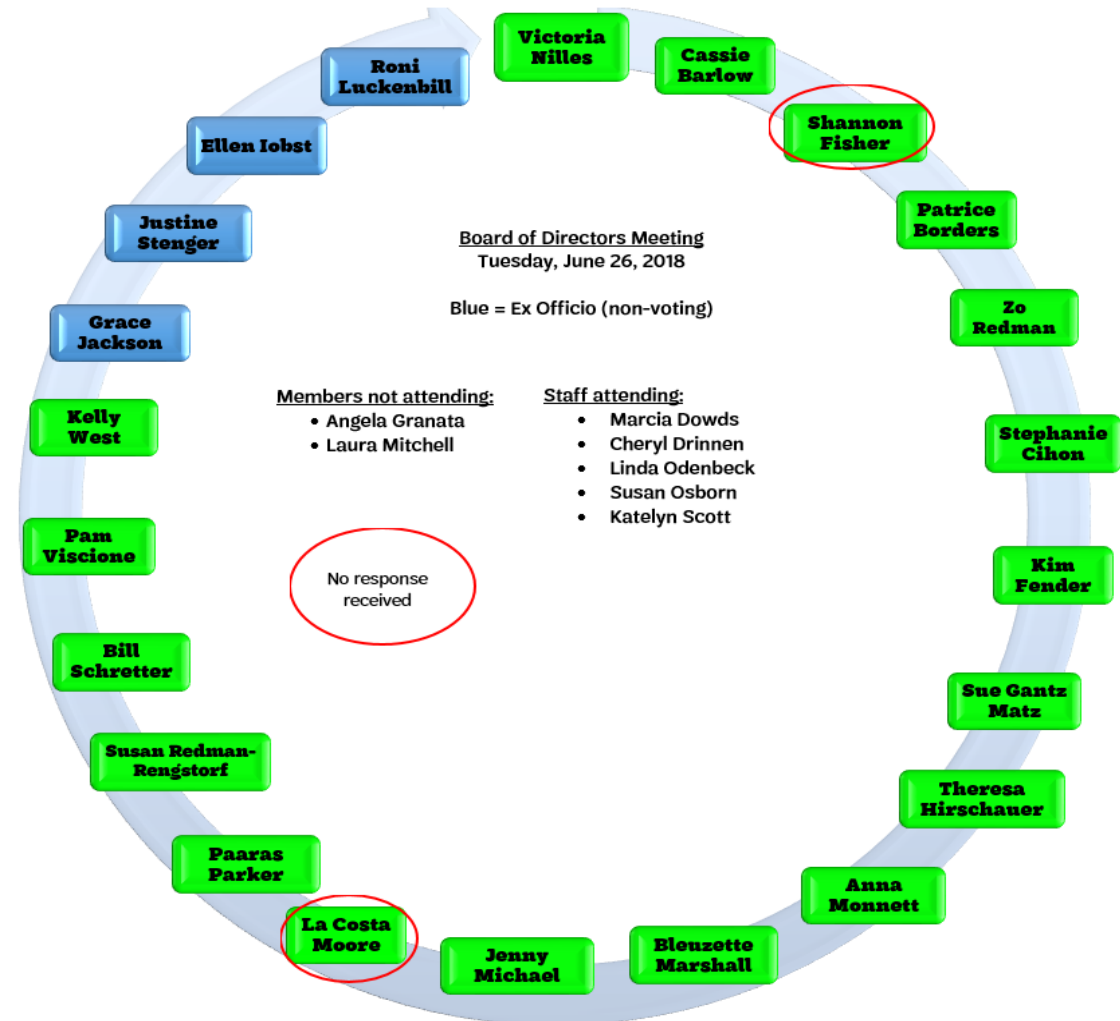 Victoria
Nilles
Cassie
Barlow
Shannon
Fisher
Patrice
Borders
Zo
Redman
Stephanie
Cihon
Kim
Fender
Sue Gantz
Matz
Theresa
Hirschauer
Anna
Monnett
Bleuzette
Marshall
Jenny
Michael
La Costa
Moore
Paaras
Parker
Susan Redman-
Rengstorf
Bill
Schretter
Pam
Viscione
Kelly
West
Grace
Jackson
Justine
Stenger
Ellen Iobst
Roni
Luckenbill
Board of Directors Meeting
Tuesday, June 26, 2018
Blue = Ex Officio (non-voting)
Members not attending:
• Angela Granata
• Laura Mitchell
Staff attending:
• Marcia Dowds
• Cheryl Drinnen
• Linda Odenbeck
• Susan Osborn
• Katelyn Scott
No response
received